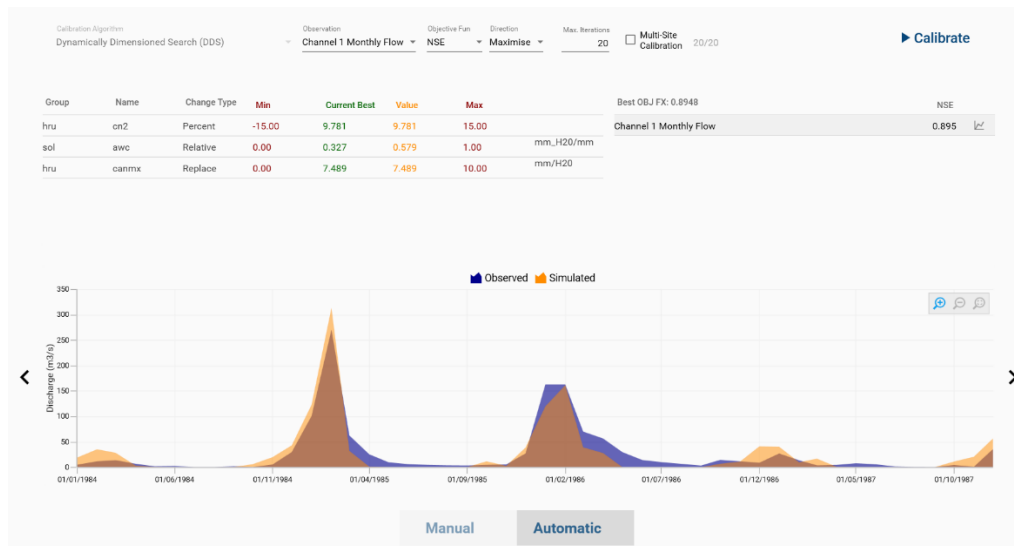 Calibration Algorithm
Dynamically Dimensioned Search (DDS)
Observation
Channel 1 Monthly Flow
Objective Fun
NSE
Direction
Maximise
Max. Iterations
20
Multi-Site
Calibration
20/20
Calibrate
Group Name Change Type Min Current Best Value Max
hru cn2 Percent -15.00 9.781 9.781 15.00
sol awc Relative 0.00 0.327 0.579 1.00 mm_H20/mm
hru canmx Replace 0.00 7.489 7.489 10.00 mm/H20
Best OBJ FX: 0.8948 NSE
Channel 1 Monthly Flow 0.895
Observed Simulated
Discharge (m3/s)
350
300
250
200
150
100
50
0
01/01/1984 01/06/1984 01/11/1984 01/04/1985 01/09/1985 01/02/1986 01/07/1986 01/12/1986 01/05/1987 01/10/1987
Manual Automatic